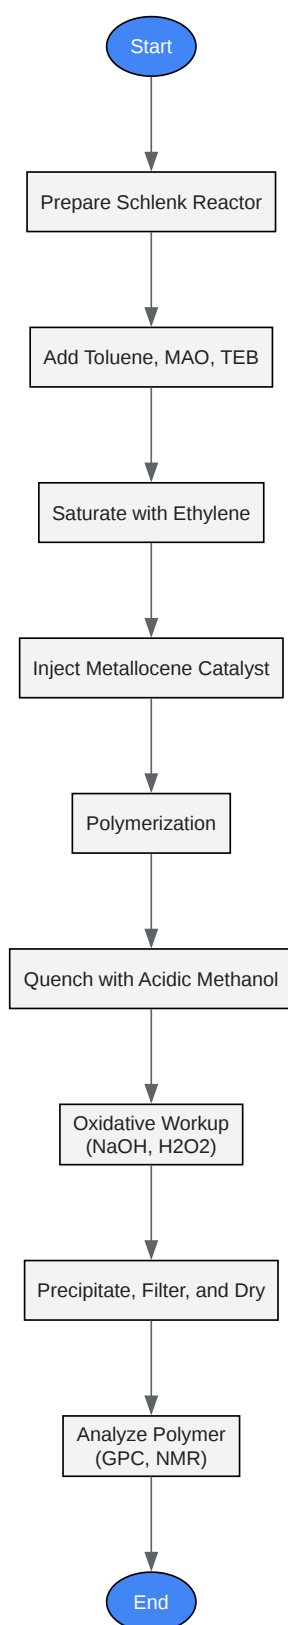 Start
Prepare Schlenk Reactor
Add Toluene, MAO, TEB
Saturate with Ethylene
Inject Metallocene Catalyst
Polymerization
Quench with Acidic Methanol
Oxidative Workup
(NaOH, H2O2)
Precipitate, Filter, and Dry
Analyze Polymer
(GPC, NMR)
End